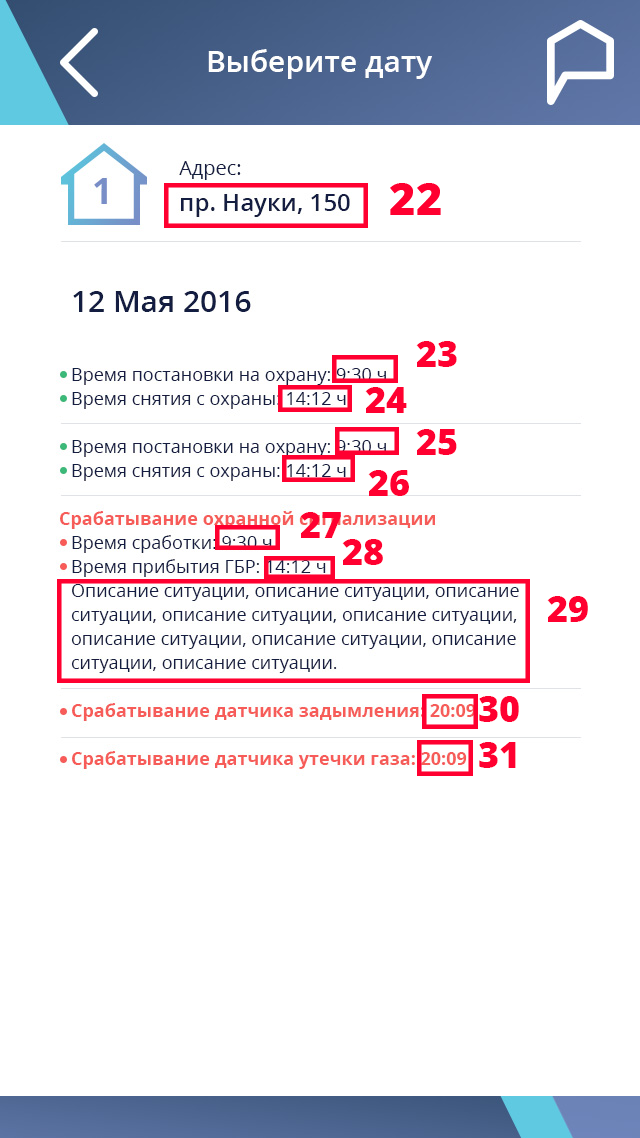 Выберите дату
1
Адрес:
пр. Науки, 150 22
12 Мая 2016
23
Время постановки на охрану: 9:30 ч
Время снятия с охраны: 14:12 ч 24
Время постановки на охрану: 9:30 ч 25
Время снятия с охраны: 14:12 ч 26
Срабатывание охранной сигнализации 27
Время сработки: 9:30 ч
Время прибытия ГБР: 14:12 ч 28
Описание ситуации, описание ситуации, описание
ситуации, описание ситуации, описание ситуации, 29
описание ситуации, описание ситуации, описание
ситуации, описание ситуации.
Срабатывание датчика задымления: 20:09 30
Срабатывание датчика утечки газа: 20:09 31